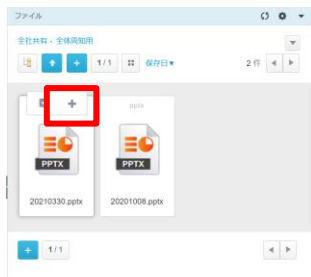 ファイル
全社共有 - 全体周知用
1/1 保存日▼
2 件
pptx
PPTX
PPTX
20210330.pptx
20201008.pptx
1/1